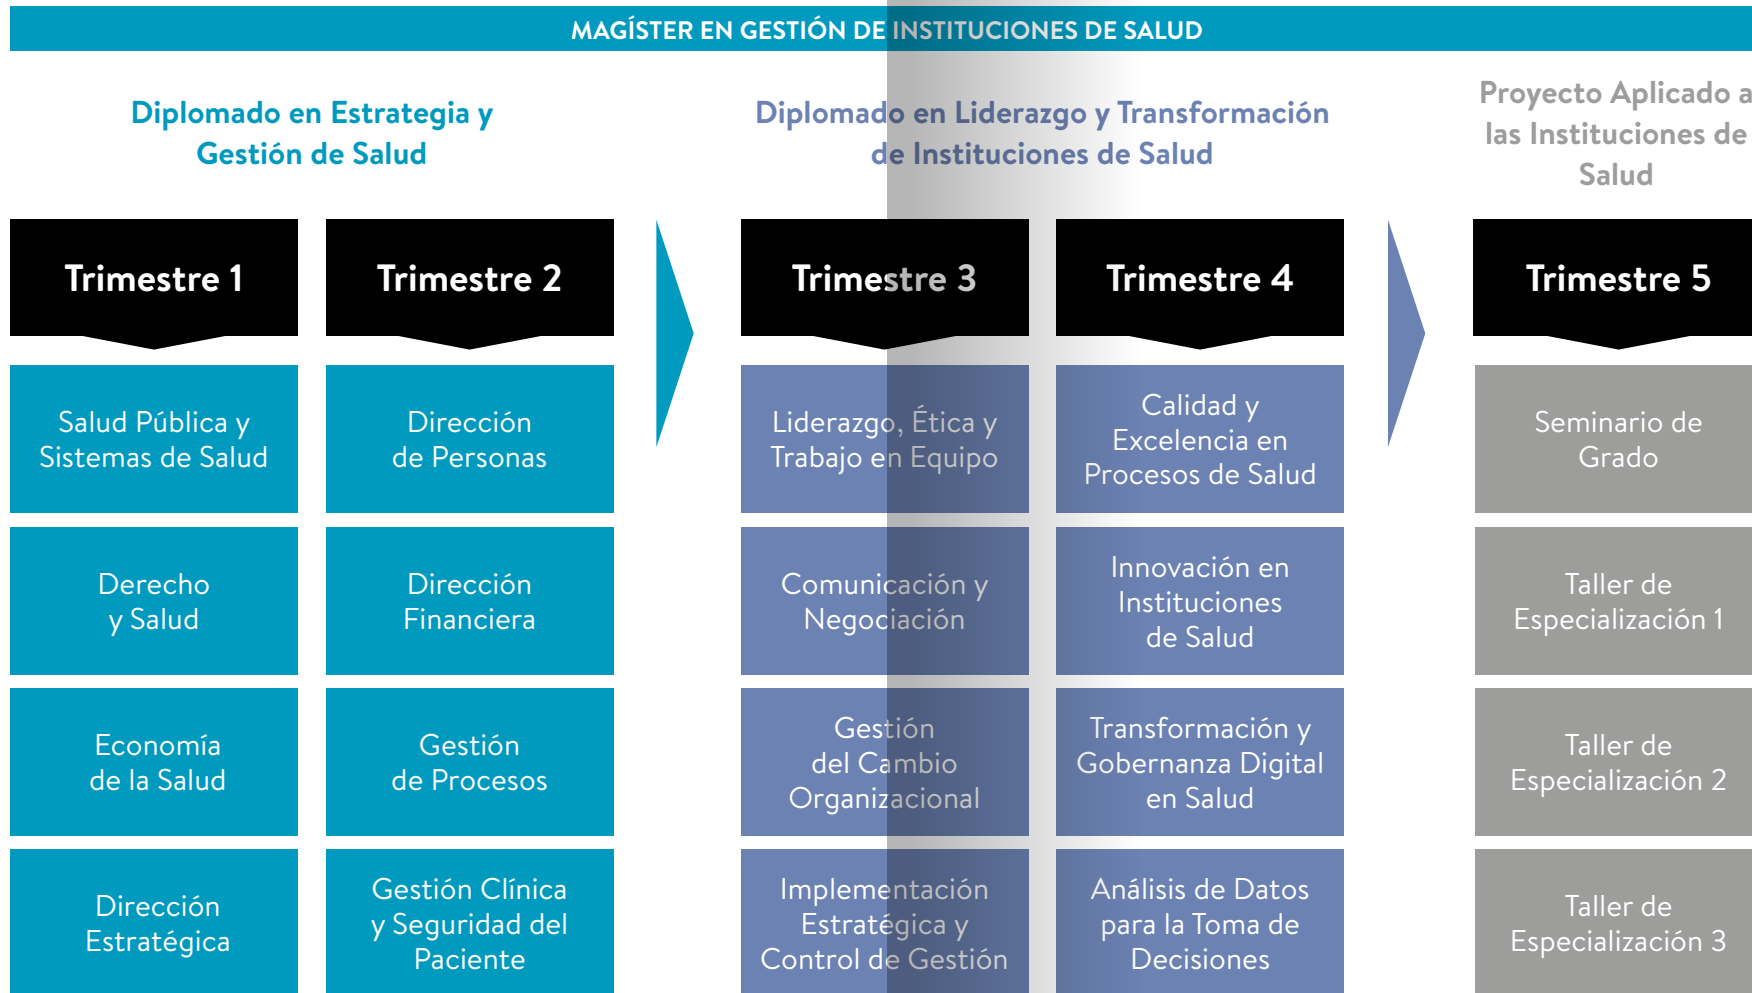 MAGÍSTER EN GESTIÓN DE INSTITUCIONES DE SALUD
Diplomado en Estrategia y
Gestión de Salud
Diplomado en Liderazgo y Transformación
de Instituciones de Salud
Proyecto Aplicado a
las Instituciones de
Salud
Trimestre 1
Trimestre 2
Trimestre 3
Trimestre 4
Trimestre 5
Salud Pública y
Sistemas de Salud
Dirección
de Personas
Liderazgo, Ética y
Trabajo en Equipo
Calidad y
Excelencia en
Procesos de Salud
Seminario de
Grado
Derecho
y Salud
Dirección
Financiera
Comunicación y
Negociación
Innovación en
Instituciones
de Salud
Taller de
Especialización 1
Economía
de la Salud
Gestión
de Procesos
Gestión
del Cambio
Organizacional
Transformación y
Gobernanza Digital
en Salud
Taller de
Especialización 2
Dirección
Estratégica
Gestión Clínica
y Seguridad del
Paciente
Implementación
Estratégica y
Control de Gestión
Análisis de Datos
para la Toma de
Decisiones
Taller de
Especialización 3